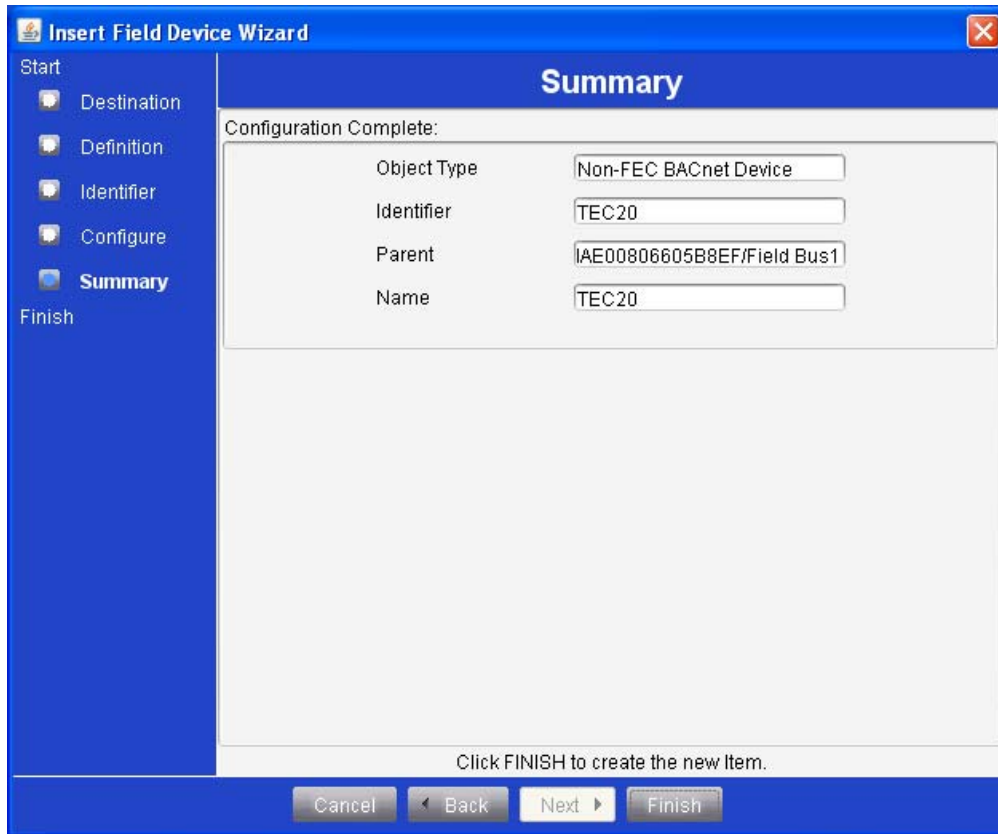 Insert Field Device Wizard
Start
Destination
Definition
Identifier
Configure
Summary
Finish
Summary
Configuration Complete:
Object Type Non-FEC BACnet Device
Identifier TEC20
Parent IAE00806605B8EF/Field Bus1
Name TEC20
Click FINISH to create the new Item.
Cancel Back Next Finish